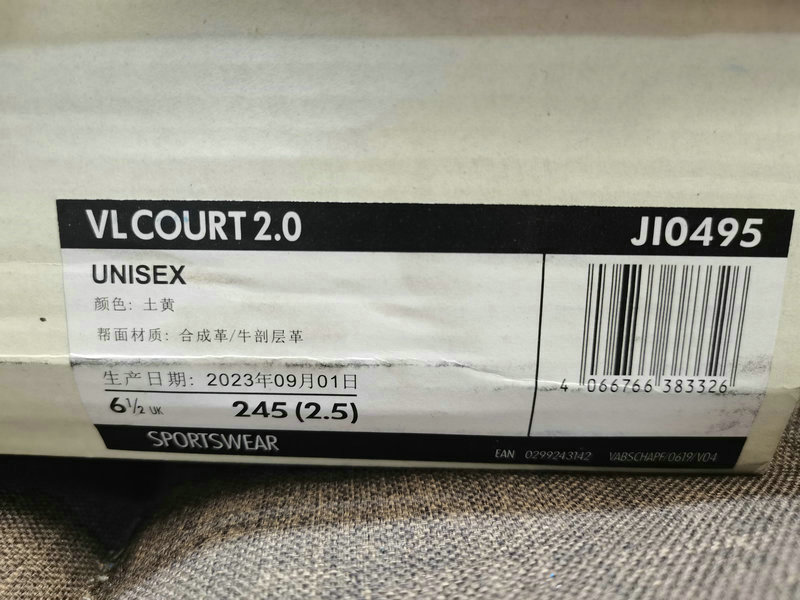 VL COURT 2.0 JI0495
UNISEX
颜色: 土黄
帮面材质: 合成革/牛剖层革
生产日期: 2023年09月01日
6½ UK 245 (2.5)
4 066766 383326
SPORTSWEAR
EAN 0299243142 VABSCHAPF/0619/V04